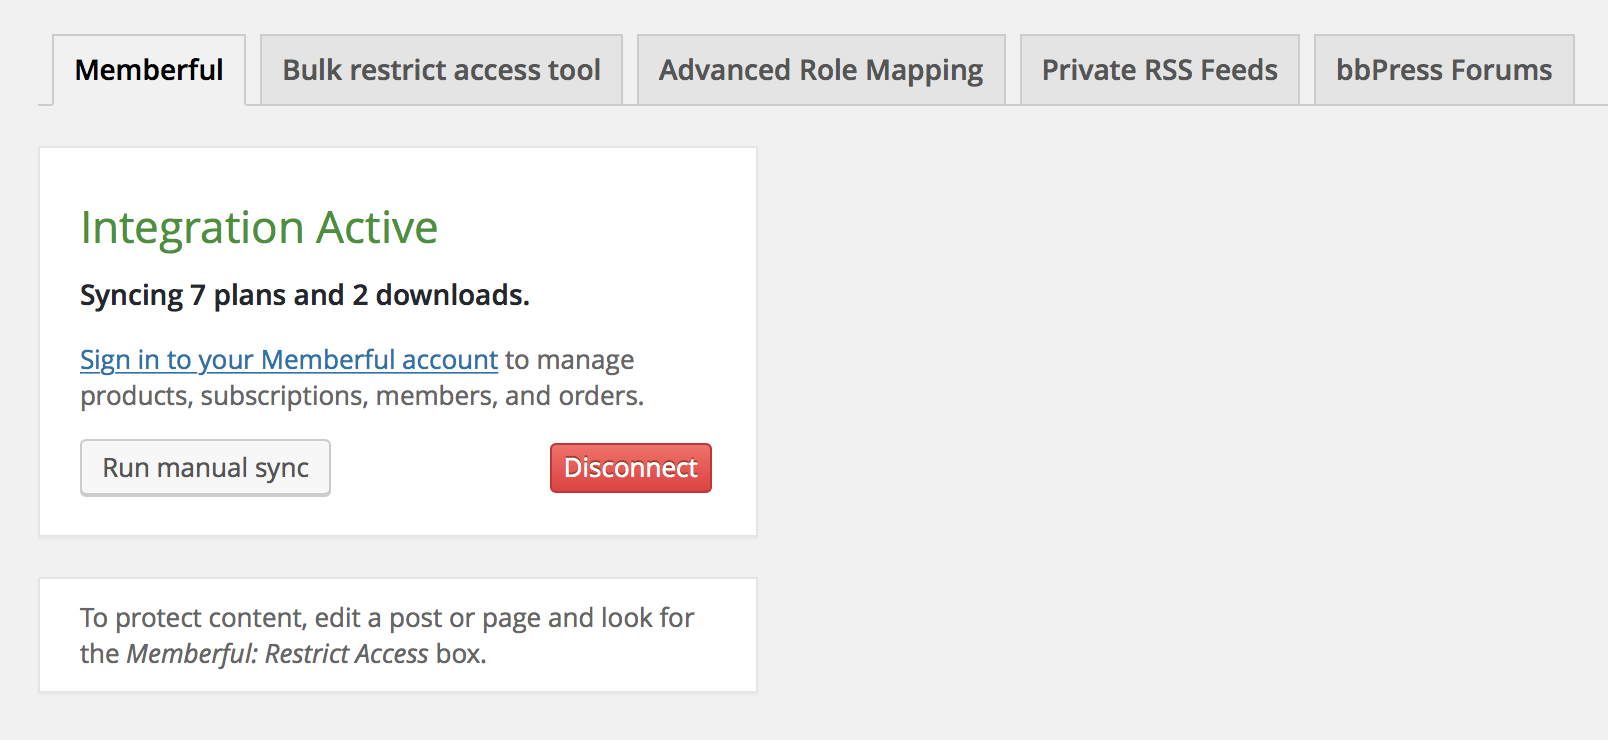 Memberful
Bulk restrict access tool
Advanced Role Mapping
Private RSS Feeds
bbPress Forums
Integration Active
Syncing 7 plans and 2 downloads.
Sign in to your Memberful account to manage
products, subscriptions, members, and orders.
Run manual sync
Disconnect
To protect content, edit a post or page and look for
the Memberful: Restrict Access box.